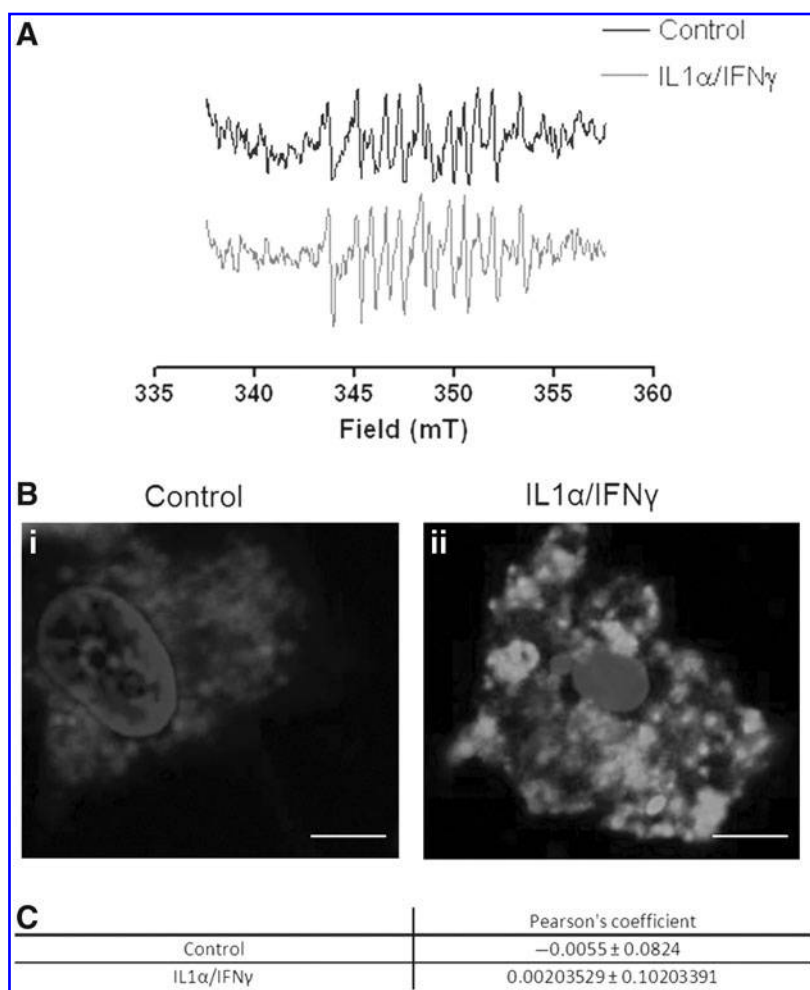 A
Control
IL1α/IFNγ
335 340 345 350 355 360
Field (mT)
B
Control IL1α/IFNγ
i ii
C
Pearson's coefficient
Control −0.0055 ± 0.0824
IL1α/IFNγ 0.00203529 ± 0.10203391